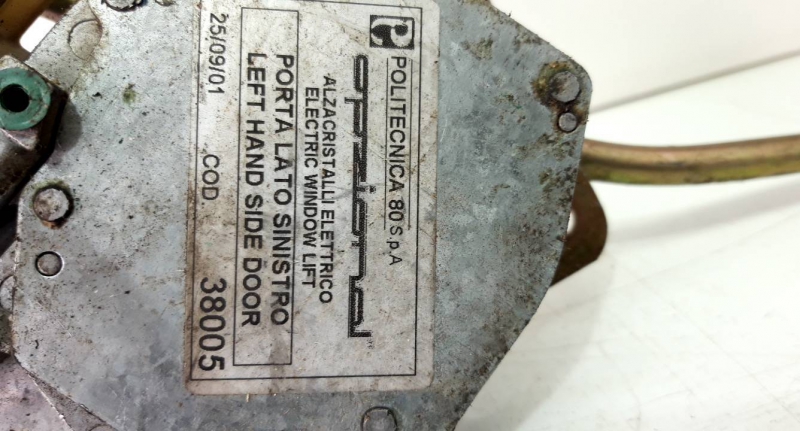 POLITECNICA 80 S.p.A
opzional
ALZACRISTALLI ELETTRICO
ELECTRIC WINDOW LIFT
PORTA LATO SINISTRO
LEFT HAND SIDE DOOR
25/09/01 COD. 38005